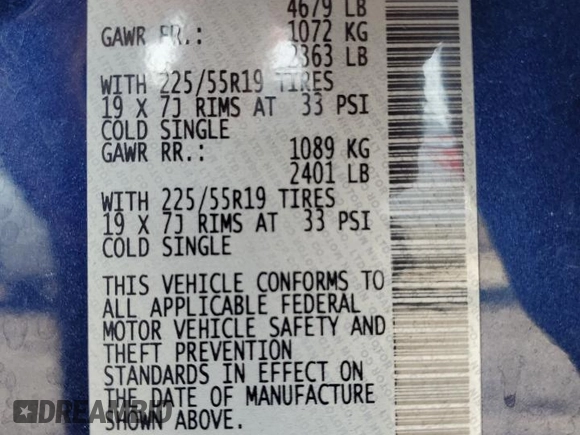 4679 LB
GAWR FR.: 1072 KG
2363 LB
WITH 225/55R19 TIRES
19 X 7J RIMS AT 33 PSI
COLD SINGLE
GAWR RR.: 1089 KG
2401 LB
WITH 225/55R19 TIRES
19 X 7J RIMS AT 33 PSI
COLD SINGLE
THIS VEHICLE CONFORMS TO
ALL APPLICABLE FEDERAL
MOTOR VEHICLE SAFETY AND
THEFT PREVENTION
STANDARDS IN EFFECT ON
THE DATE OF MANUFACTURE
SHOWN ABOVE.
DREAMBID